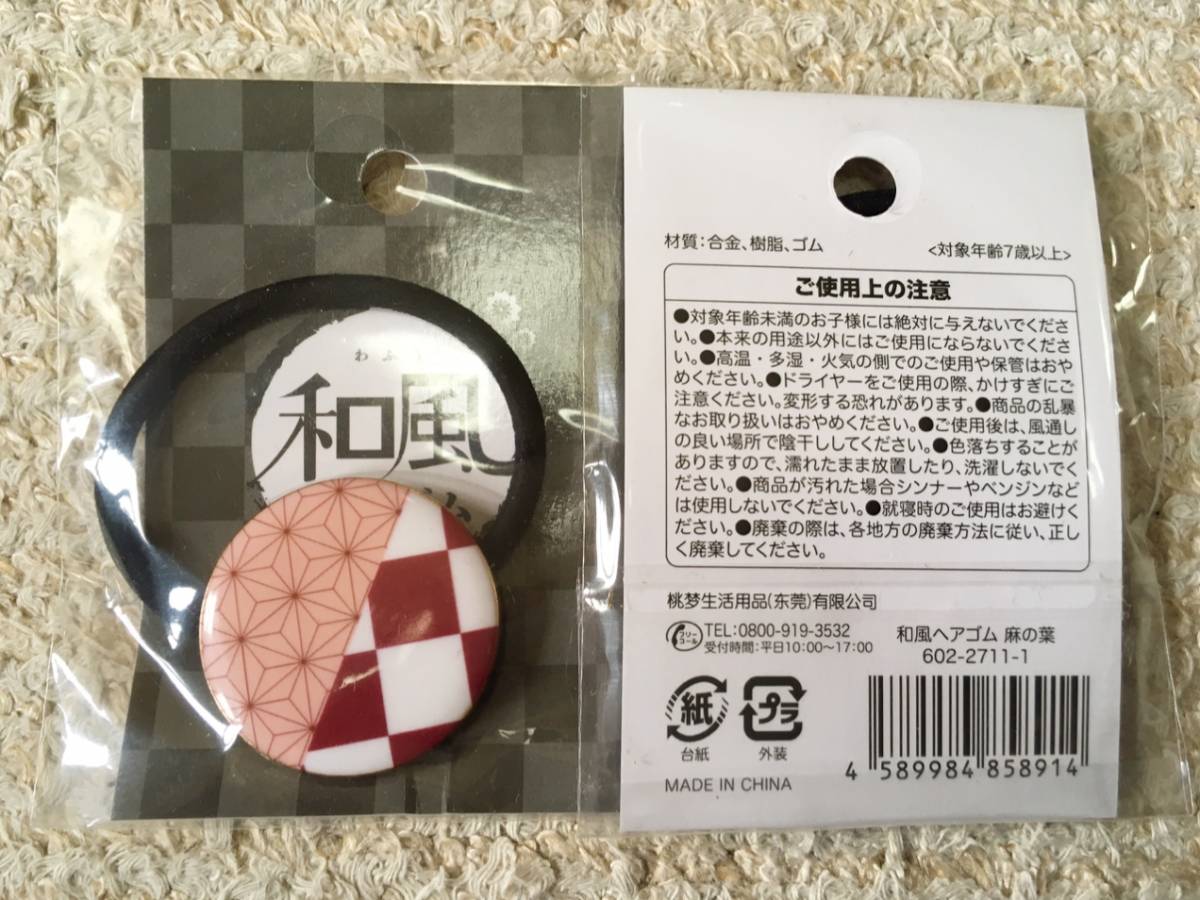 わふう
和風
材質：合金、樹脂、ゴム
<対象年齢7歳以上>
ご使用上の注意
●対象年齢未満のお子様には絶対に与えないでくださ
い。●本来の用途以外にはご使用にならないでくださ
い。●高温・多湿・火気の側でのご使用や保管はおや
めください。●ドライヤーをご使用の際、かけすぎにご
注意ください。変形する恐れがあります。●商品の乱暴
なお取り扱いはおやめください。●ご使用後は、風通し
の良い場所で陰干ししてください。●色落ちすることが
ありますので、濡れたまま放置したり、洗濯しないでく
ださい。●商品が汚れた場合シンナーやベンジンなど
は使用しないでください。●就寝時のご使用はお避けく
ださい。●廃棄の際は、各地方の廃棄方法に従い、正し
く廃棄してください。
桃梦生活用品(东莞)有限公司
フリーコール
TEL:0800-919-3532
受付時間：平日10：00～17：00
和風ヘアゴム 麻の葉
602-2711-1
紙
台紙
プラ
外装
MADE IN CHINA
4 589984 858914